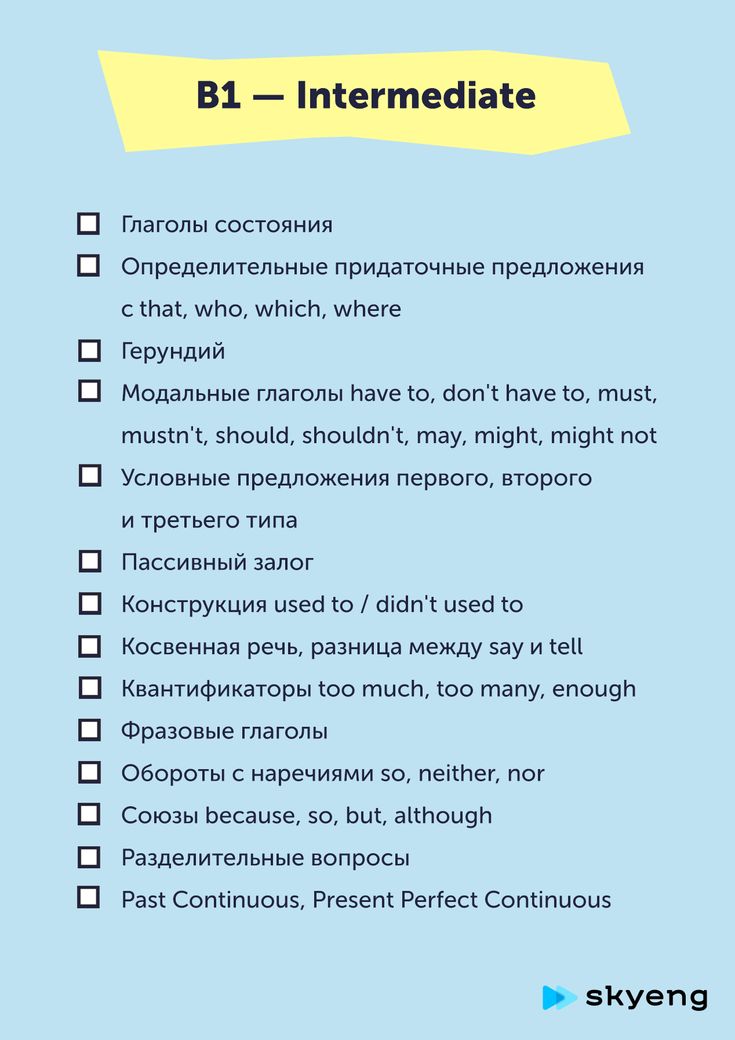 B1 — Intermediate
Глаголы состояния
Определительные придаточные предложения
с that, who, which, where
Герундий
Модальные глаголы have to, don't have to, must,
mustn't, should, shouldn't, may, might, might not
Условные предложения первого, второго
и третьего типа
Пассивный залог
Конструкция used to / didn't used to
Косвенная речь, разница между say и tell
Квантификаторы too much, too many, enough
Фразовые глаголы
Обороты с наречиями so, neither, nor
Союзы because, so, but, although
Разделительные вопросы
Past Continuous, Present Perfect Continuous
skyeng